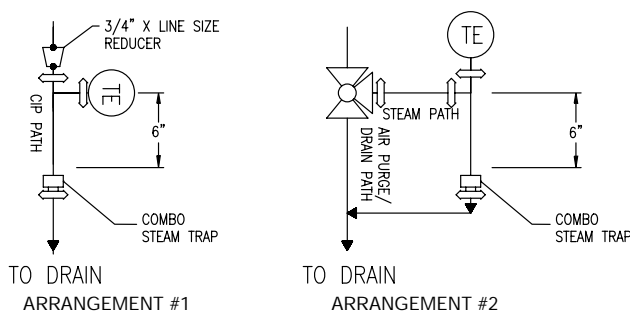 3/4" X LINE SIZE
REDUCER
TE
CIP PATH
6"
COMBO
STEAM TRAP
TO DRAIN
ARRANGEMENT #1
TE
STEAM PATH
AIR PURGE/
DRAIN PATH
6"
COMBO
STEAM TRAP
TO DRAIN
ARRANGEMENT #2